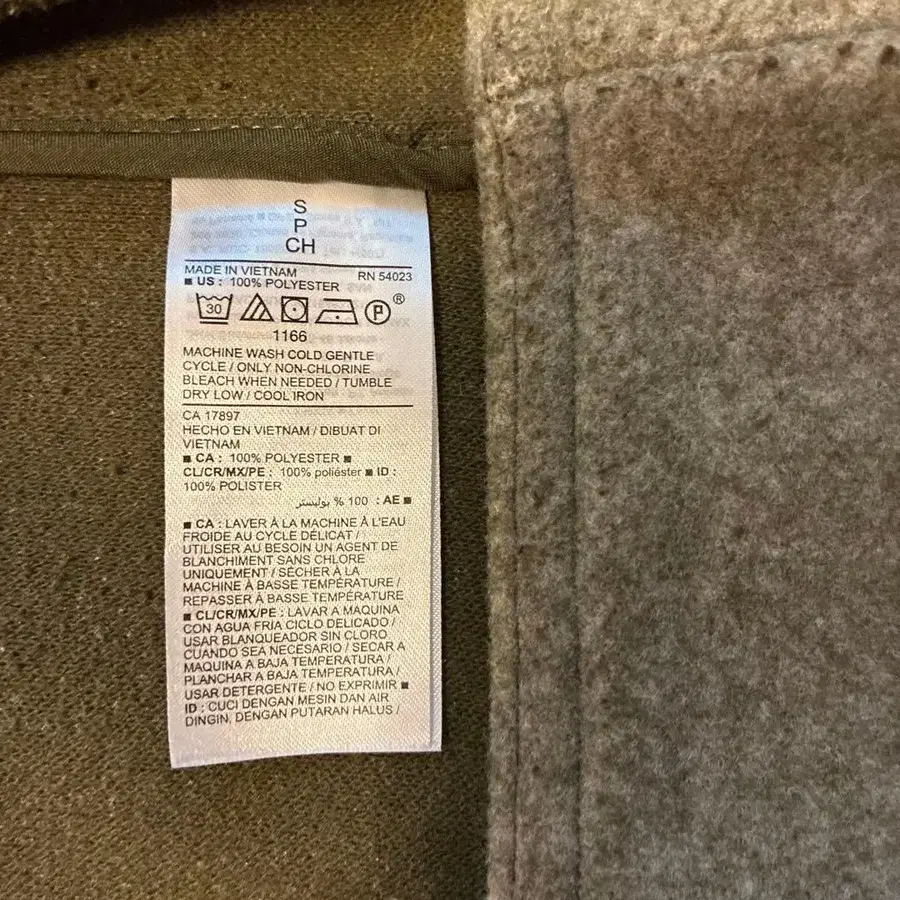 S
P
CH
MADE IN VIETNAM RN 54023
■ US : 100% POLYESTER
30 P ®
1166
MACHINE WASH COLD GENTLE
CYCLE / ONLY NON-CHLORINE
BLEACH WHEN NEEDED / TUMBLE
DRY LOW / COOL IRON
CA 17897
HECHO EN VIETNAM / DIBUAT DI
VIETNAM
■ CA : 100% POLYESTER ■
CL/CR/MX/PE : 100% poliéster ■ ID :
100% POLISTER
■ AE : 100 % بوليستر
■ CA : LAVER À LA MACHINE À L'EAU
FROIDE AU CYCLE DÉLICAT /
UTILISER AU BESOIN UN AGENT DE
BLANCHIMENT SANS CHLORE
UNIQUEMENT / SÉCHER À LA
MACHINE À BASSE TEMPÉRATURE /
REPASSER À BASSE TEMPÉRATURE
■ CL/CR/MX/PE : LAVAR A MAQUINA
CON AGUA FRIA CICLO DELICADO /
USAR BLANQUEADOR SIN CLORO
CUANDO SEA NECESARIO / SECAR A
MAQUINA A BAJA TEMPERATURA /
PLANCHAR A BAJA TEMPERATURA /
USAR DETERGENTE / NO EXPRIMIR ■
ID : CUCI DENGAN MESIN DAN AIR
DINGIN, DENGAN PUTARAN HALUS /